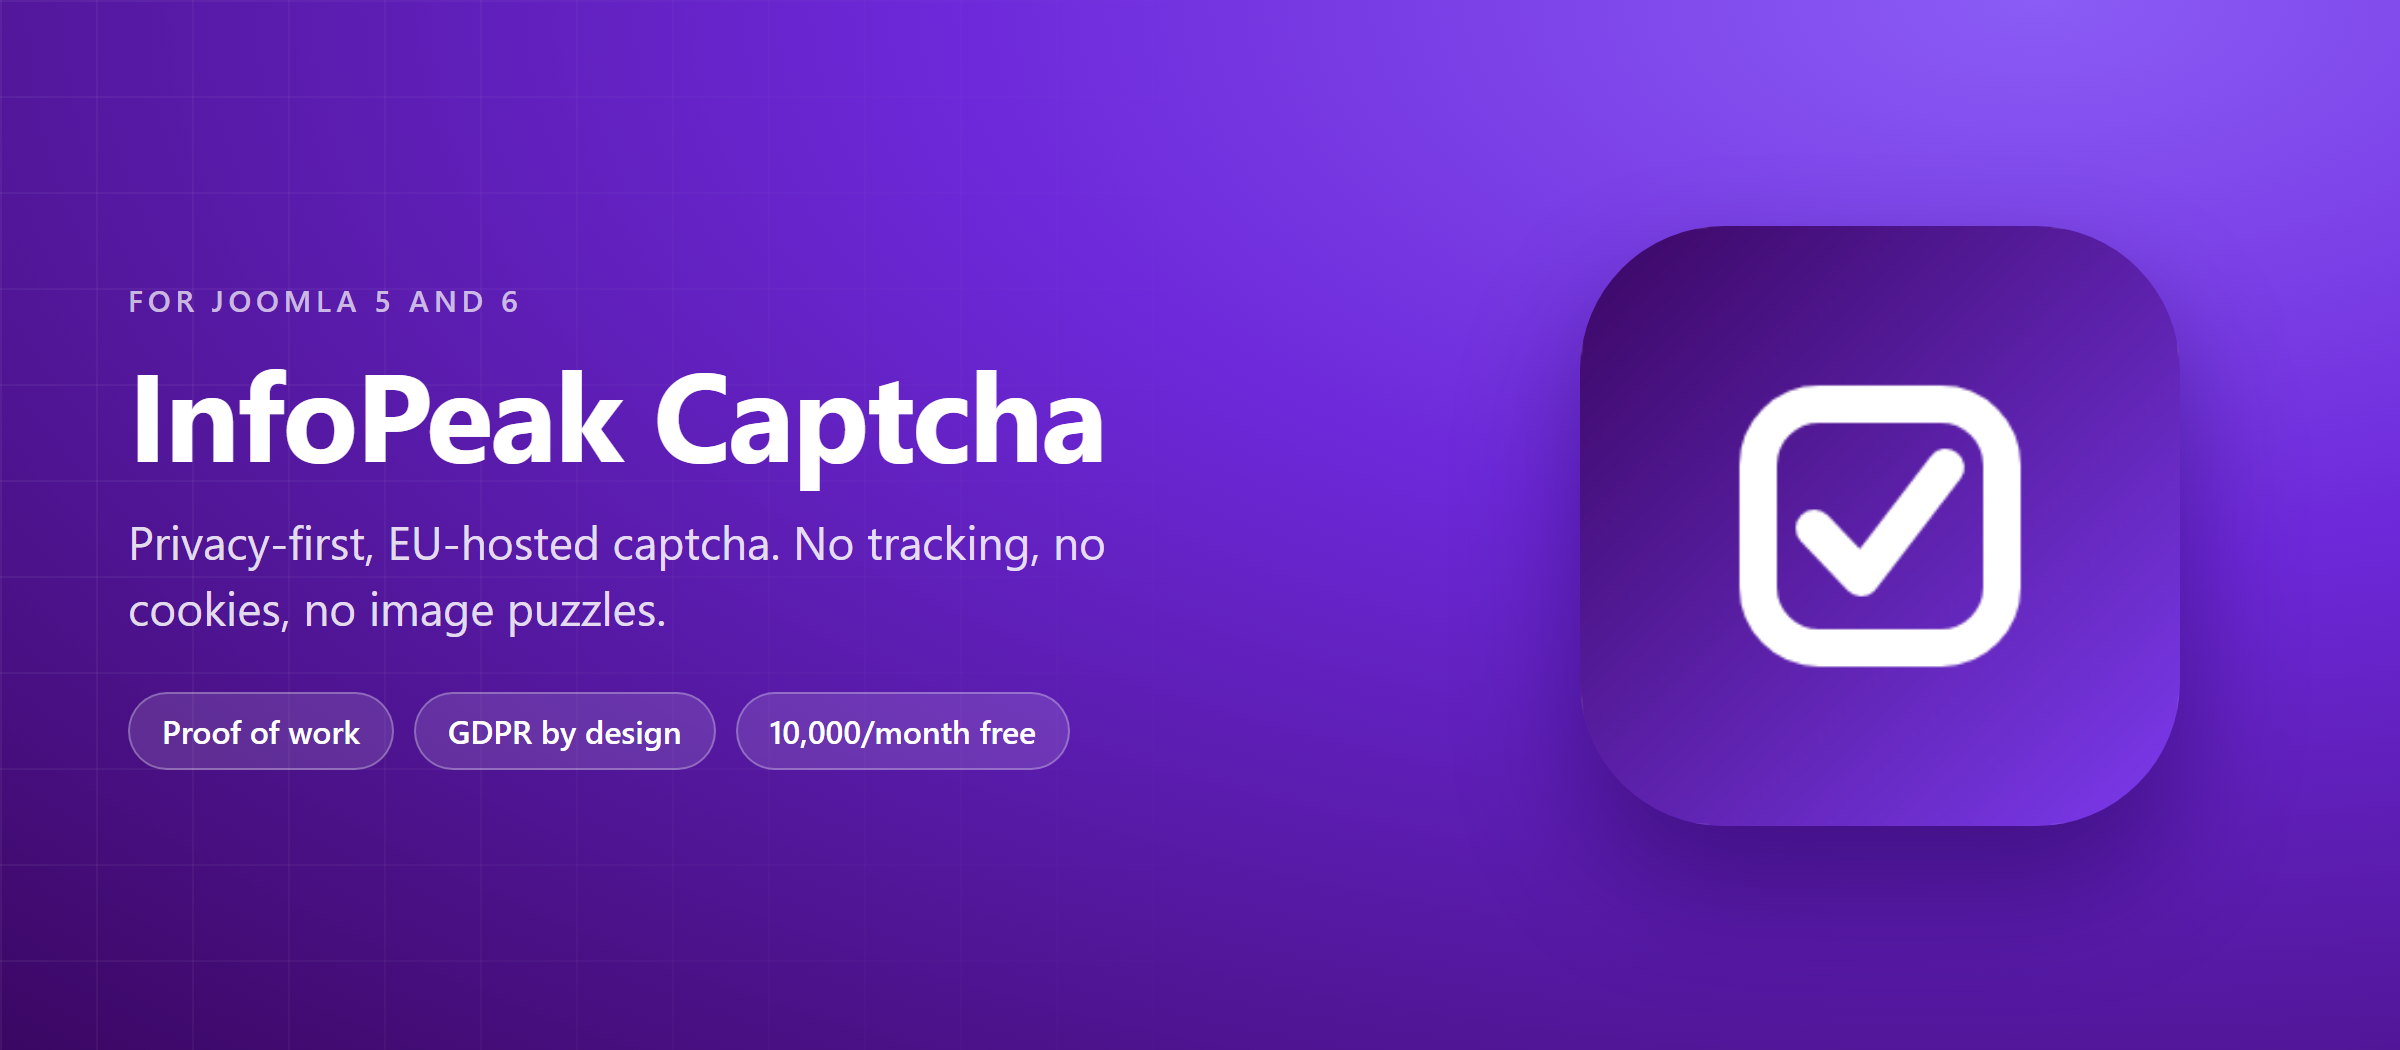 FOR JOOMLA 5 AND 6
InfoPeak Captcha
Privacy-first, EU-hosted captcha. No tracking, no
cookies, no image puzzles.
Proof of work
GDPR by design
10,000/month free